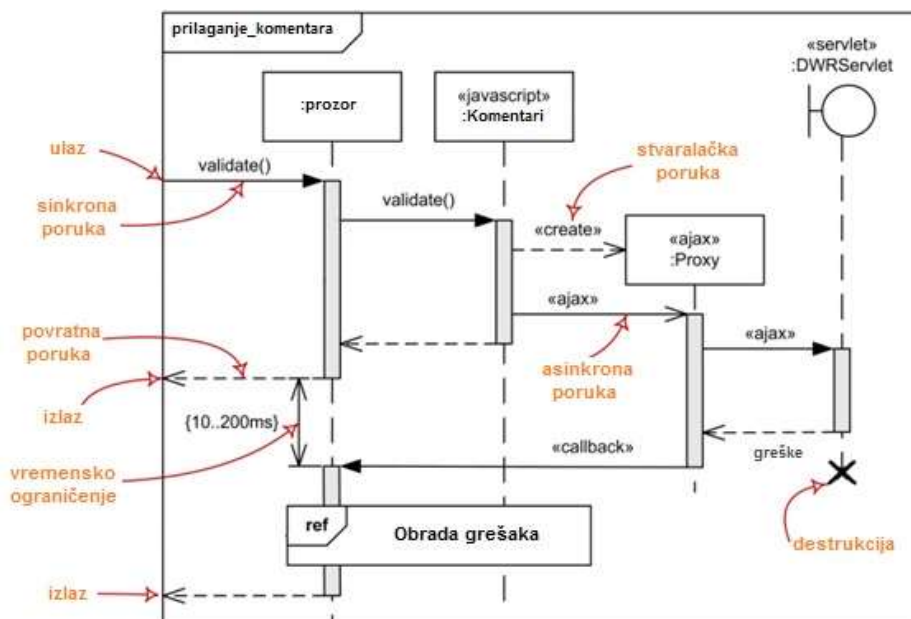 prilaganje_komentara
«servlet»
:DWRServlet
:prozor
«javascript»
:Komentari
ulaz
validate()
stvaralačka
poruka
sinkrona
poruka
validate()
«create»
«ajax»
:Proxy
«ajax»
povratna
poruka
«ajax»
asinkrona
poruka
izlaz
{10..200ms}
«callback»
greške
vremensko
ograničenje
ref
Obrada grešaka
destrukcija
izlaz